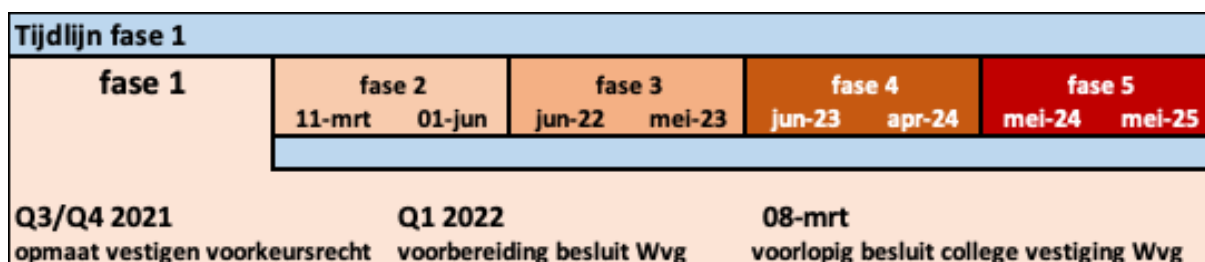 Tijdlijn fase 1
fase 1 fase 2 fase 3 fase 4 fase 5
11-mrt 01-jun jun-22 mei-23 jun-23 apr-24 mei-24 mei-25
Q3/Q4 2021 Q1 2022 08-mrt
opmaat vestigen voorkeursrecht voorbereiding besluit Wvg voorlopig besluit college vestiging Wvg